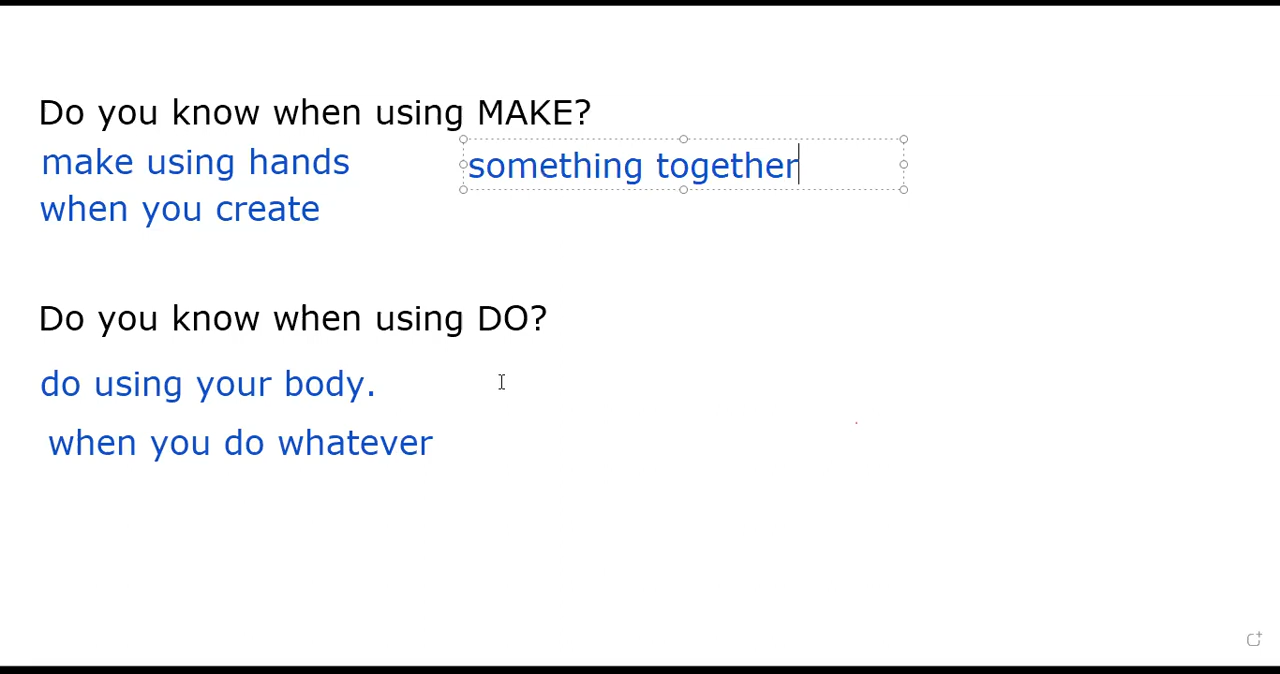 Do you know when using MAKE?
make using hands
something together
when you create
Do you know when using DO?
do using your body.
when you do whatever